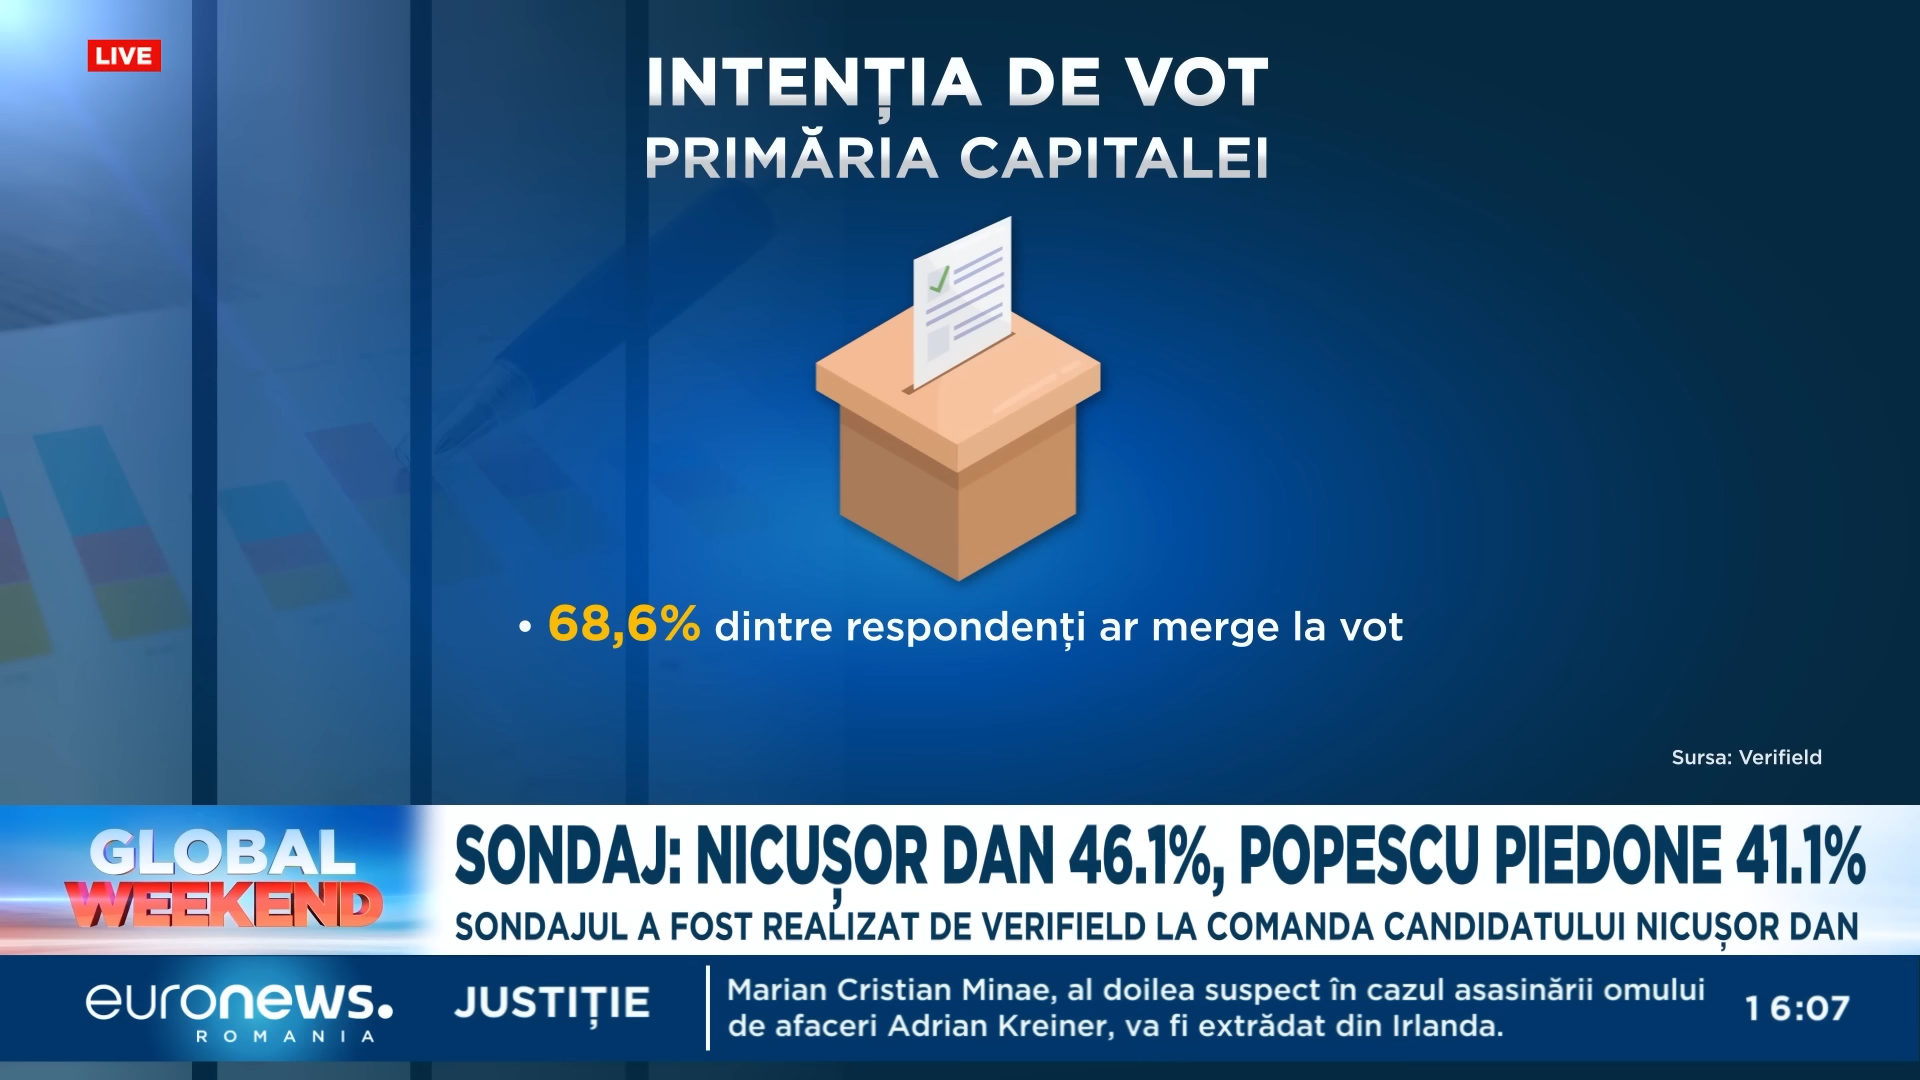 LIVE
INTENȚIA DE VOT
PRIMĂRIA CAPITALEI
• 68,6% dintre respondenți ar merge la vot
Sursa: Verifield
GLOBAL
WEEKEND
SONDAJ: NICUȘOR DAN 46.1%, POPESCU PIEDONE 41.1%
SONDAJUL A FOST REALIZAT DE VERIFIELD LA COMANDA CANDIDATULUI NICUȘOR DAN
euronews.
ROMANIA
JUSTIȚIE
Marian Cristian Minae, al doilea suspect în cazul asasinării omului
de afaceri Adrian Kreiner, va fi extrădat din Irlanda.
16:07